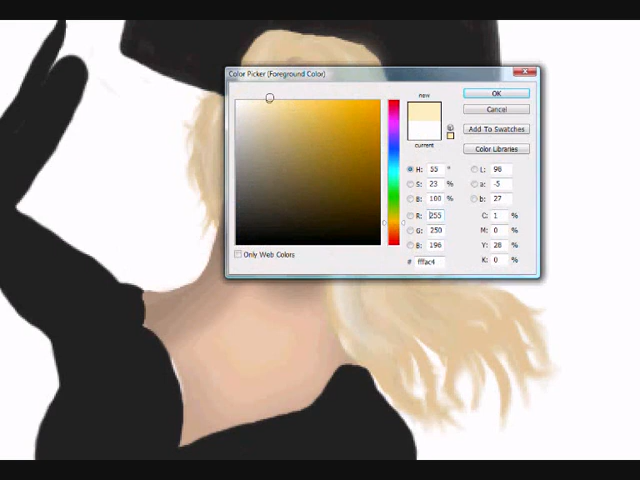 Color Picker (Foreground Color)
new
current
OK
Cancel
Add To Swatches
Color Libraries
H: 55 °
S: 23 %
B: 100 %
R: 255
G: 250
B: 196
# fffac4
L: 96
a: -5
b: 27
C: 1 %
M: 0 %
Y: 28 %
K: 0 %
Only Web Colors